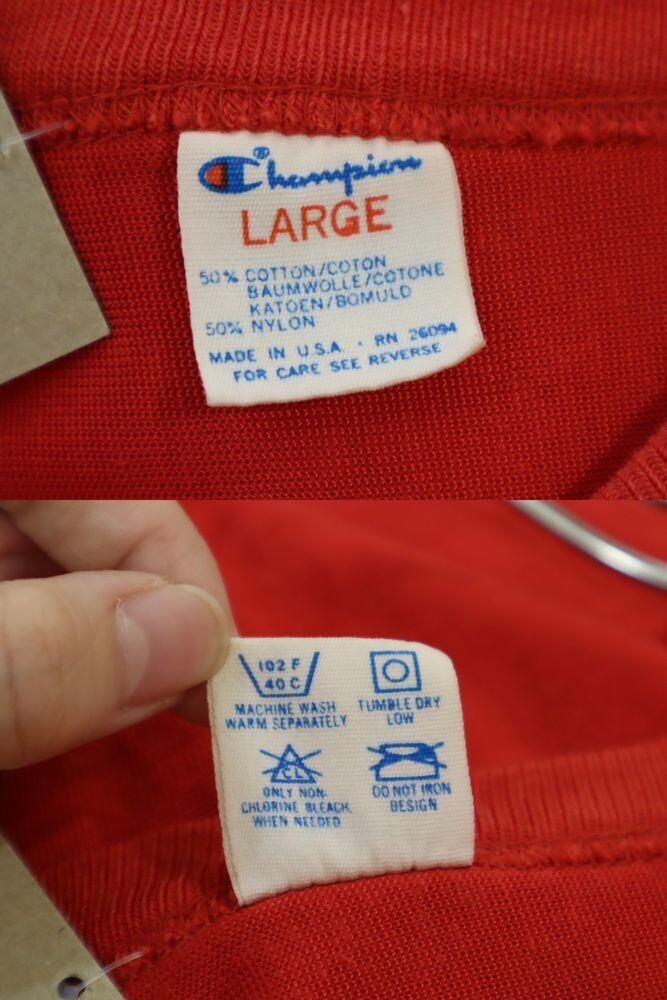 Champion®
LARGE
50% COTTON/COTON
BAUMWOLLE/COTONE
KATOEN/BOMULD
50% NYLON
MADE IN U.S.A. · RN 26094
FOR CARE SEE REVERSE
102 F
40 C
MACHINE WASH
WARM SEPARATELY
TUMBLE DRY
LOW
CL
ONLY NON-
CHLORINE BLEACH
WHEN NEEDED
DO NOT IRON
DESIGN